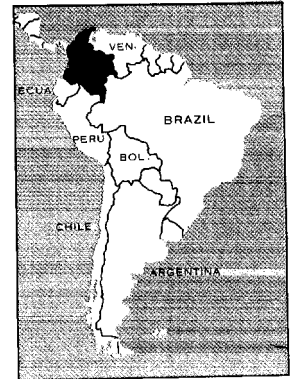 VEN.
ECUA.
BRAZIL
PERU
BOL.
CHILE
ARGENTINA